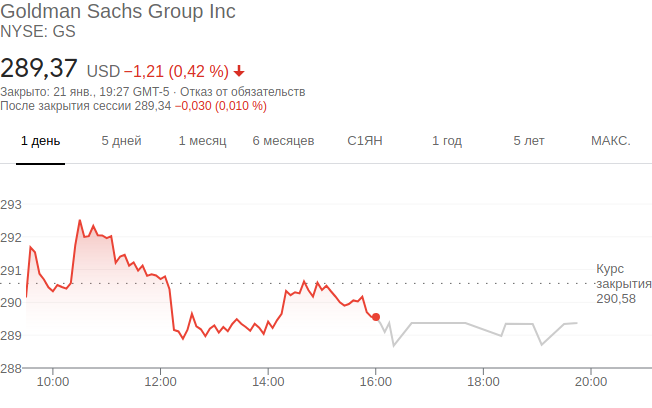 Goldman Sachs Group Inc
NYSE: GS
289,37 USD −1,21 (0,42 %)
Закрыто: 21 янв., 19:27 GMT-5 · Отказ от обязательств
После закрытия сессии 289,34 −0,030 (0,010 %)
1 день 5 дней 1 месяц 6 месяцев С1ЯН 1 год 5 лет МАКС.
293
292
291
290
289
288
Курс
закрытия
290,58
10:00 12:00 14:00 16:00 18:00 20:00